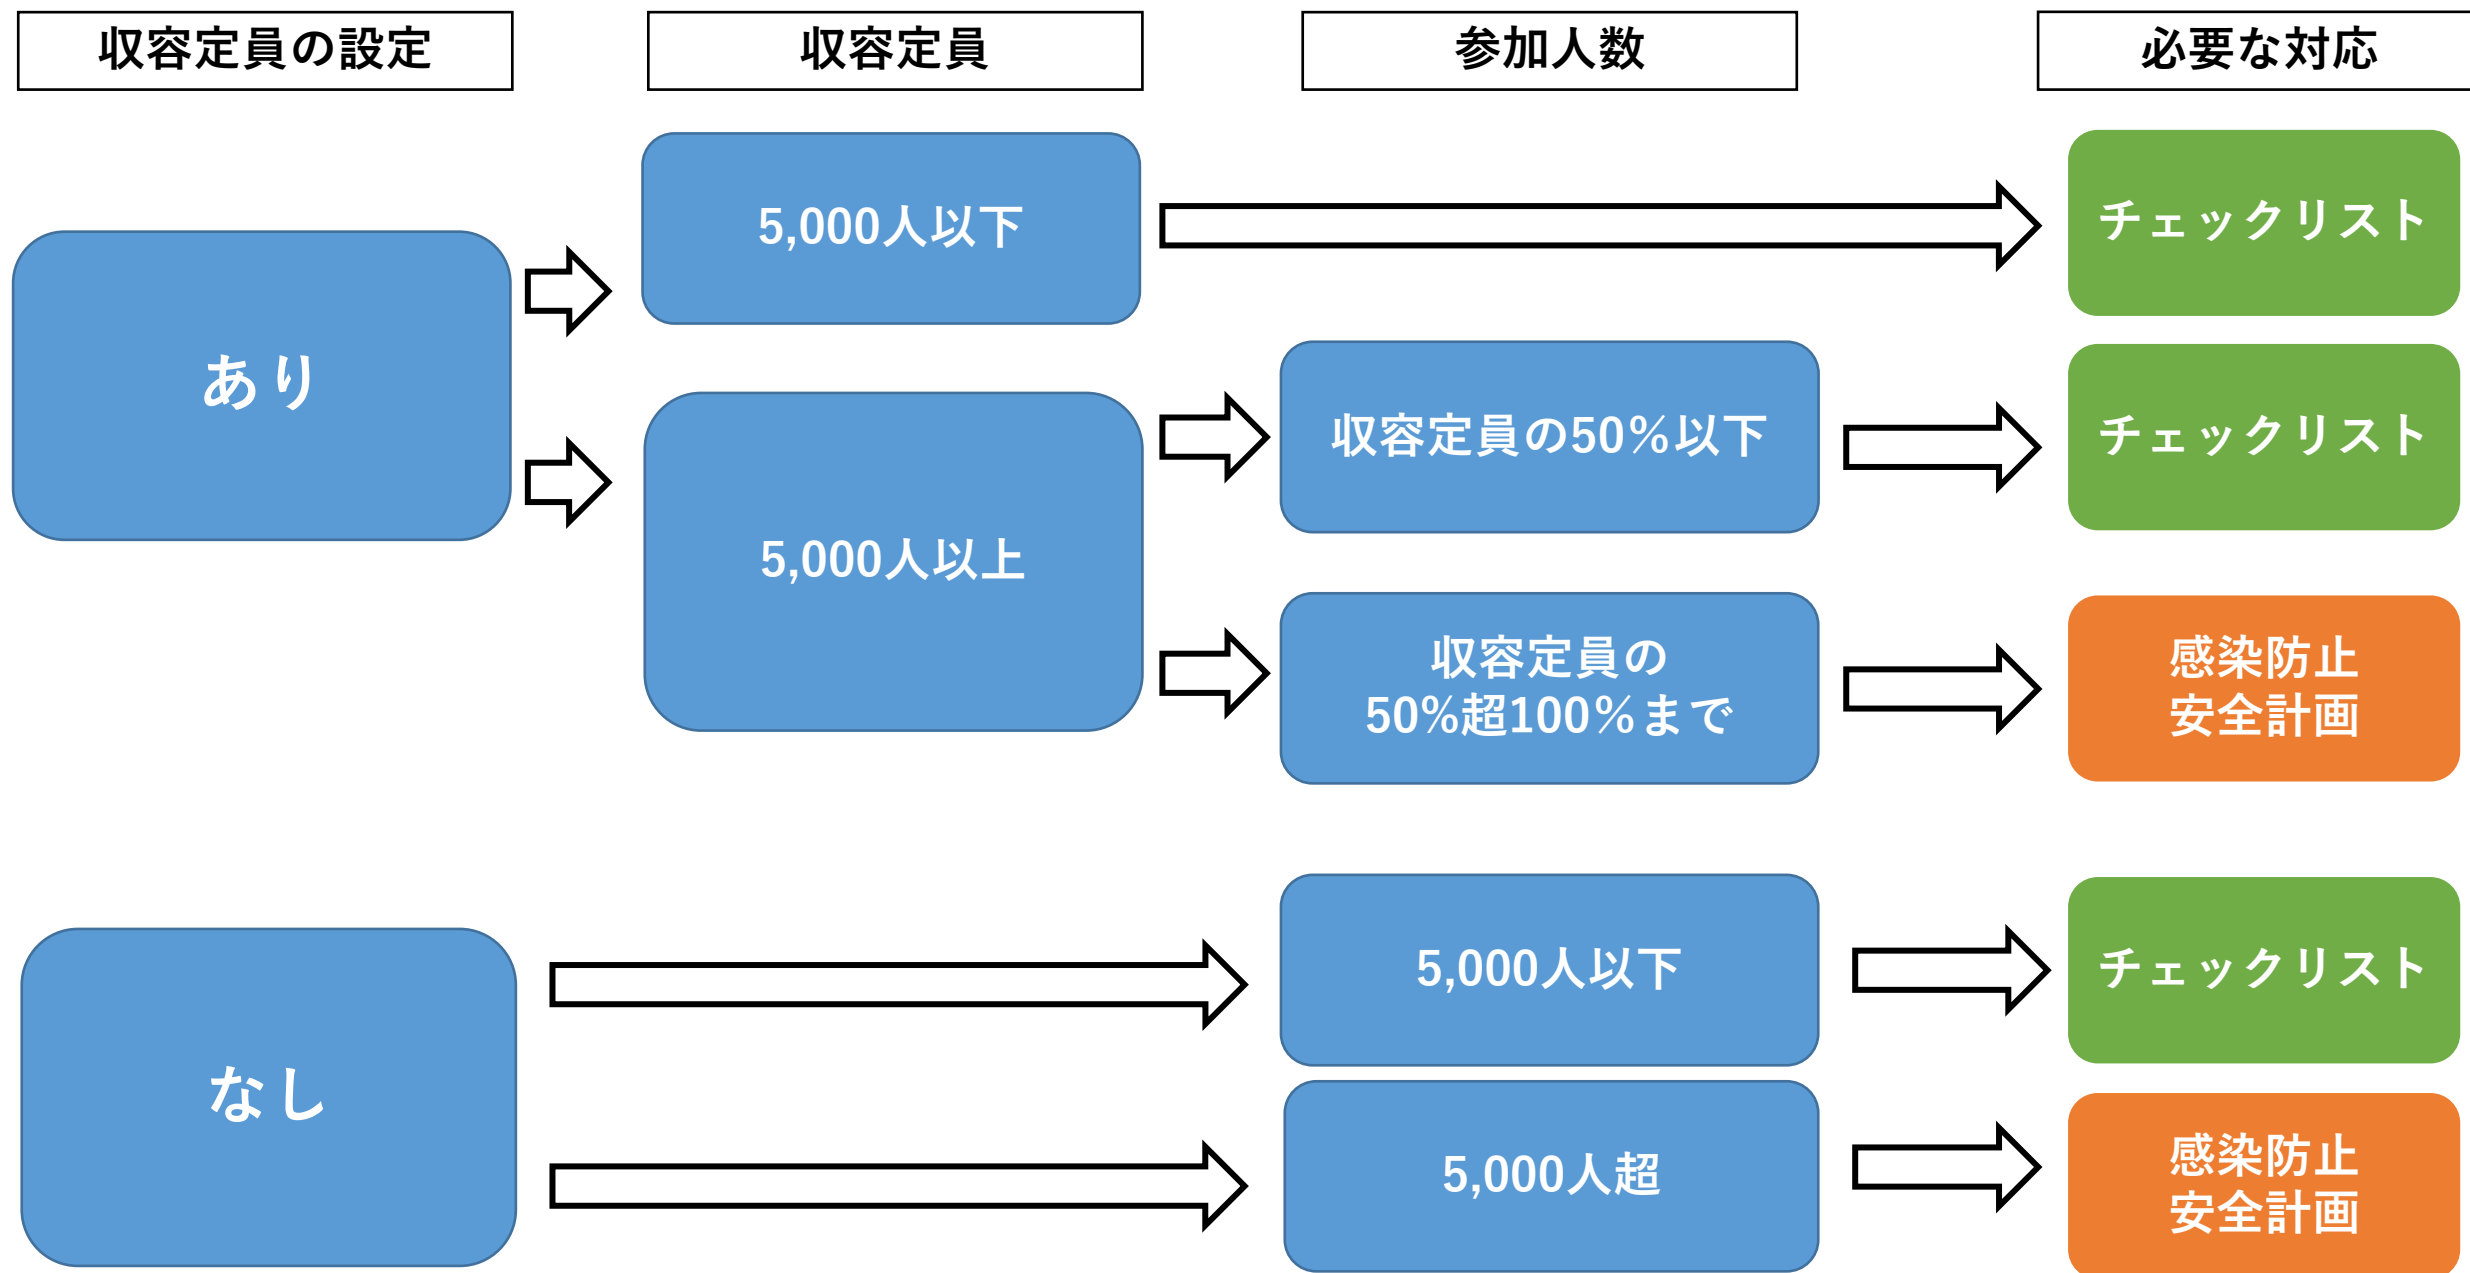 収容定員の設定
収容定員
参加人数
必要な対応
あり
5,000人以下
チェックリスト
5,000人以上
収容定員の50％以下
チェックリスト
収容定員の
50%超100％まで
感染防止
安全計画
なし
5,000人以下
チェックリスト
5,000人超
感染防止
安全計画